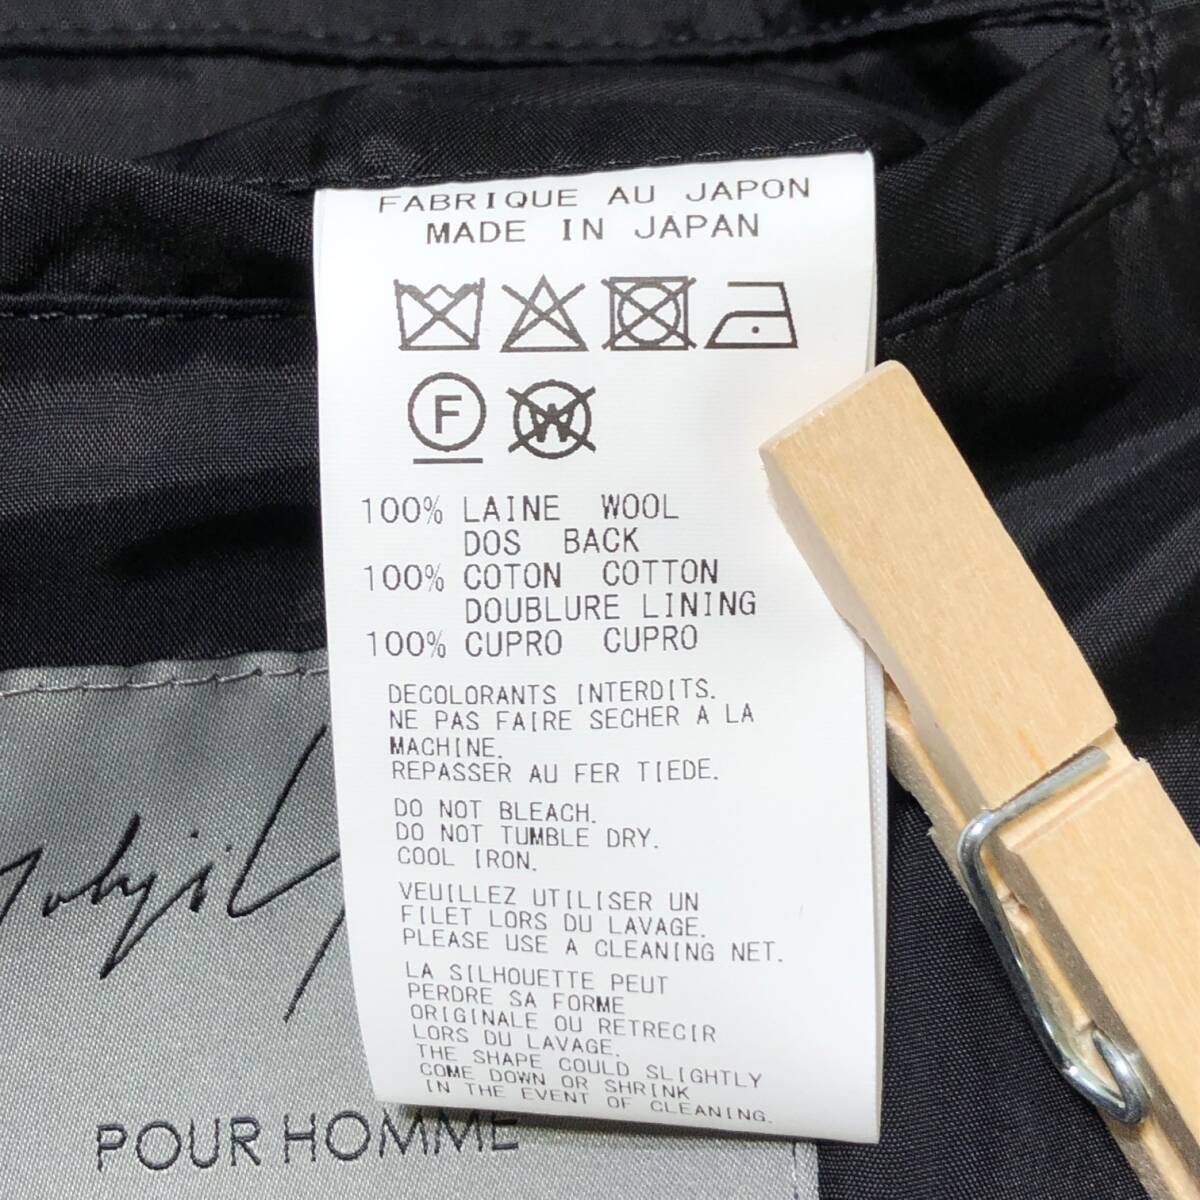 FABRIQUE AU JAPON
MADE IN JAPAN
F W
100% LAINE WOOL
DOS BACK
100% COTON COTTON
DOUBLURE LINING
100% CUPRO CUPRO
DECOLORANTS INTERDITS.
NE PAS FAIRE SECHER A LA
MACHINE.
REPASSER AU FER TIEDE.
DO NOT BLEACH.
DO NOT TUMBLE DRY.
COOL IRON.
VEUILLEZ UTILISER UN
FILET LORS DU LAVAGE.
PLEASE USE A CLEANING NET.
LA SILHOUETTE PEUT
PERDRE SA FORME
ORIGINALE OU RETRECIR
LORS DU LAVAGE.
THE SHAPE COULD SLIGHTLY
COME DOWN OR SHRINK
IN THE EVENT OF CLEANING.
POUR HOMME